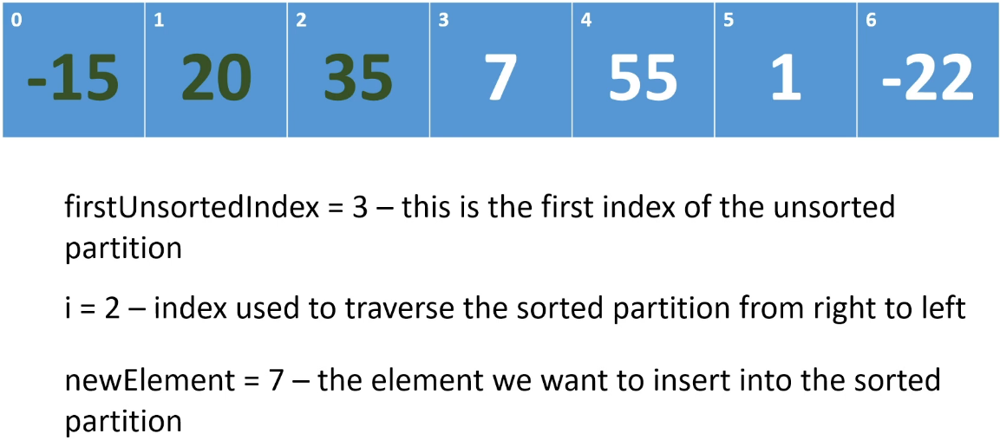 0 1 2 3 4 5 6
-15 20 35 7 55 1 -22
firstUnsortedIndex = 3 – this is the first index of the unsorted
partition
i = 2 – index used to traverse the sorted partition from right to left
newElement = 7 – the element we want to insert into the sorted
partition